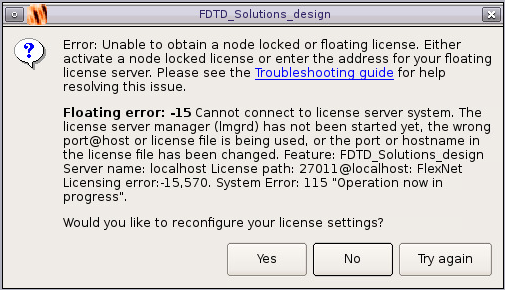 FDTD_Solutions_design
Error: Unable to obtain a node locked or floating license. Either
activate a node locked license or enter the address for your floating
license server. Please see the Troubleshooting guide for help
resolving this issue.
Floating error: -15 Cannot connect to license server system. The
license server manager (lmgrd) has not been started yet, the wrong
port@host or license file is being used, or the port or hostname in
the license file has been changed. Feature: FDTD_Solutions_design
Server name: localhost License path: 27011@localhost: FlexNet
Licensing error:-15,570. System Error: 115 "Operation now in
progress".
Would you like to reconfigure your license settings?
Yes No Try again